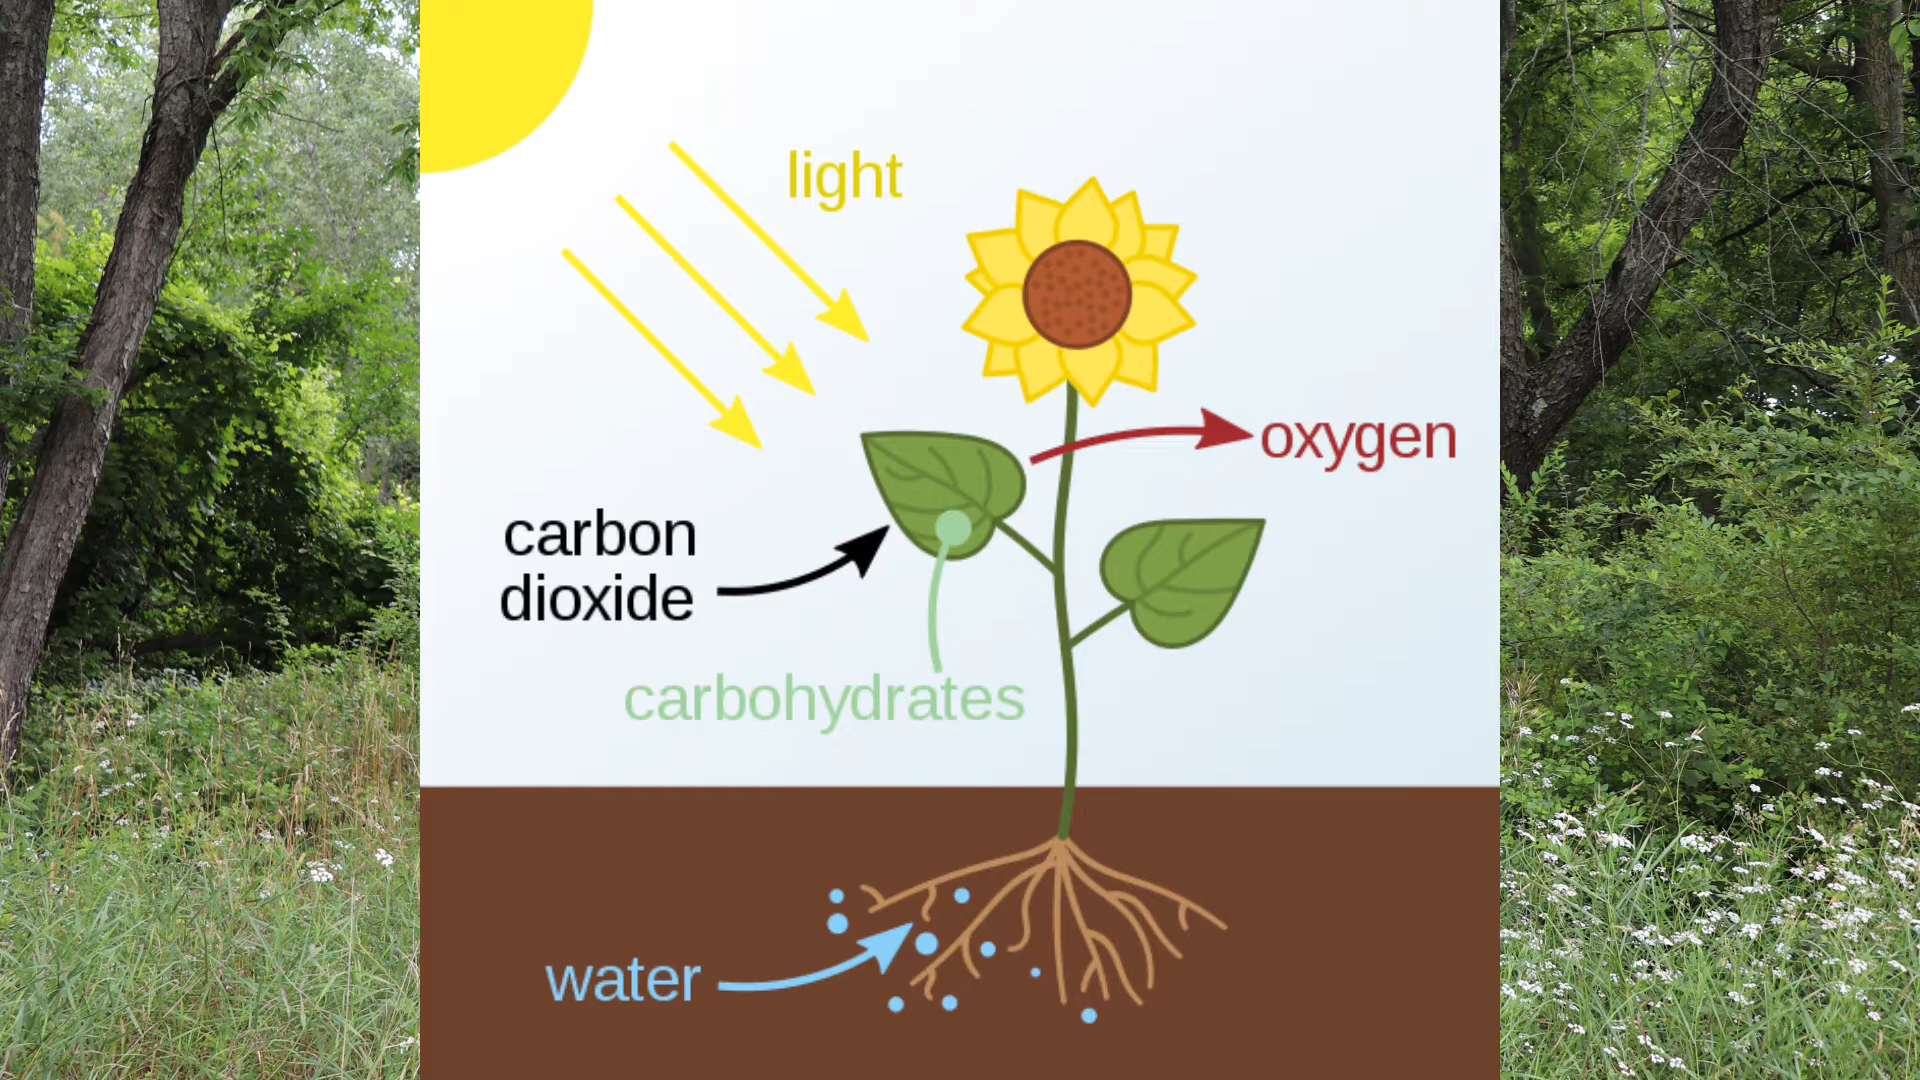 light
oxygen
carbon
dioxide
carbohydrates
water